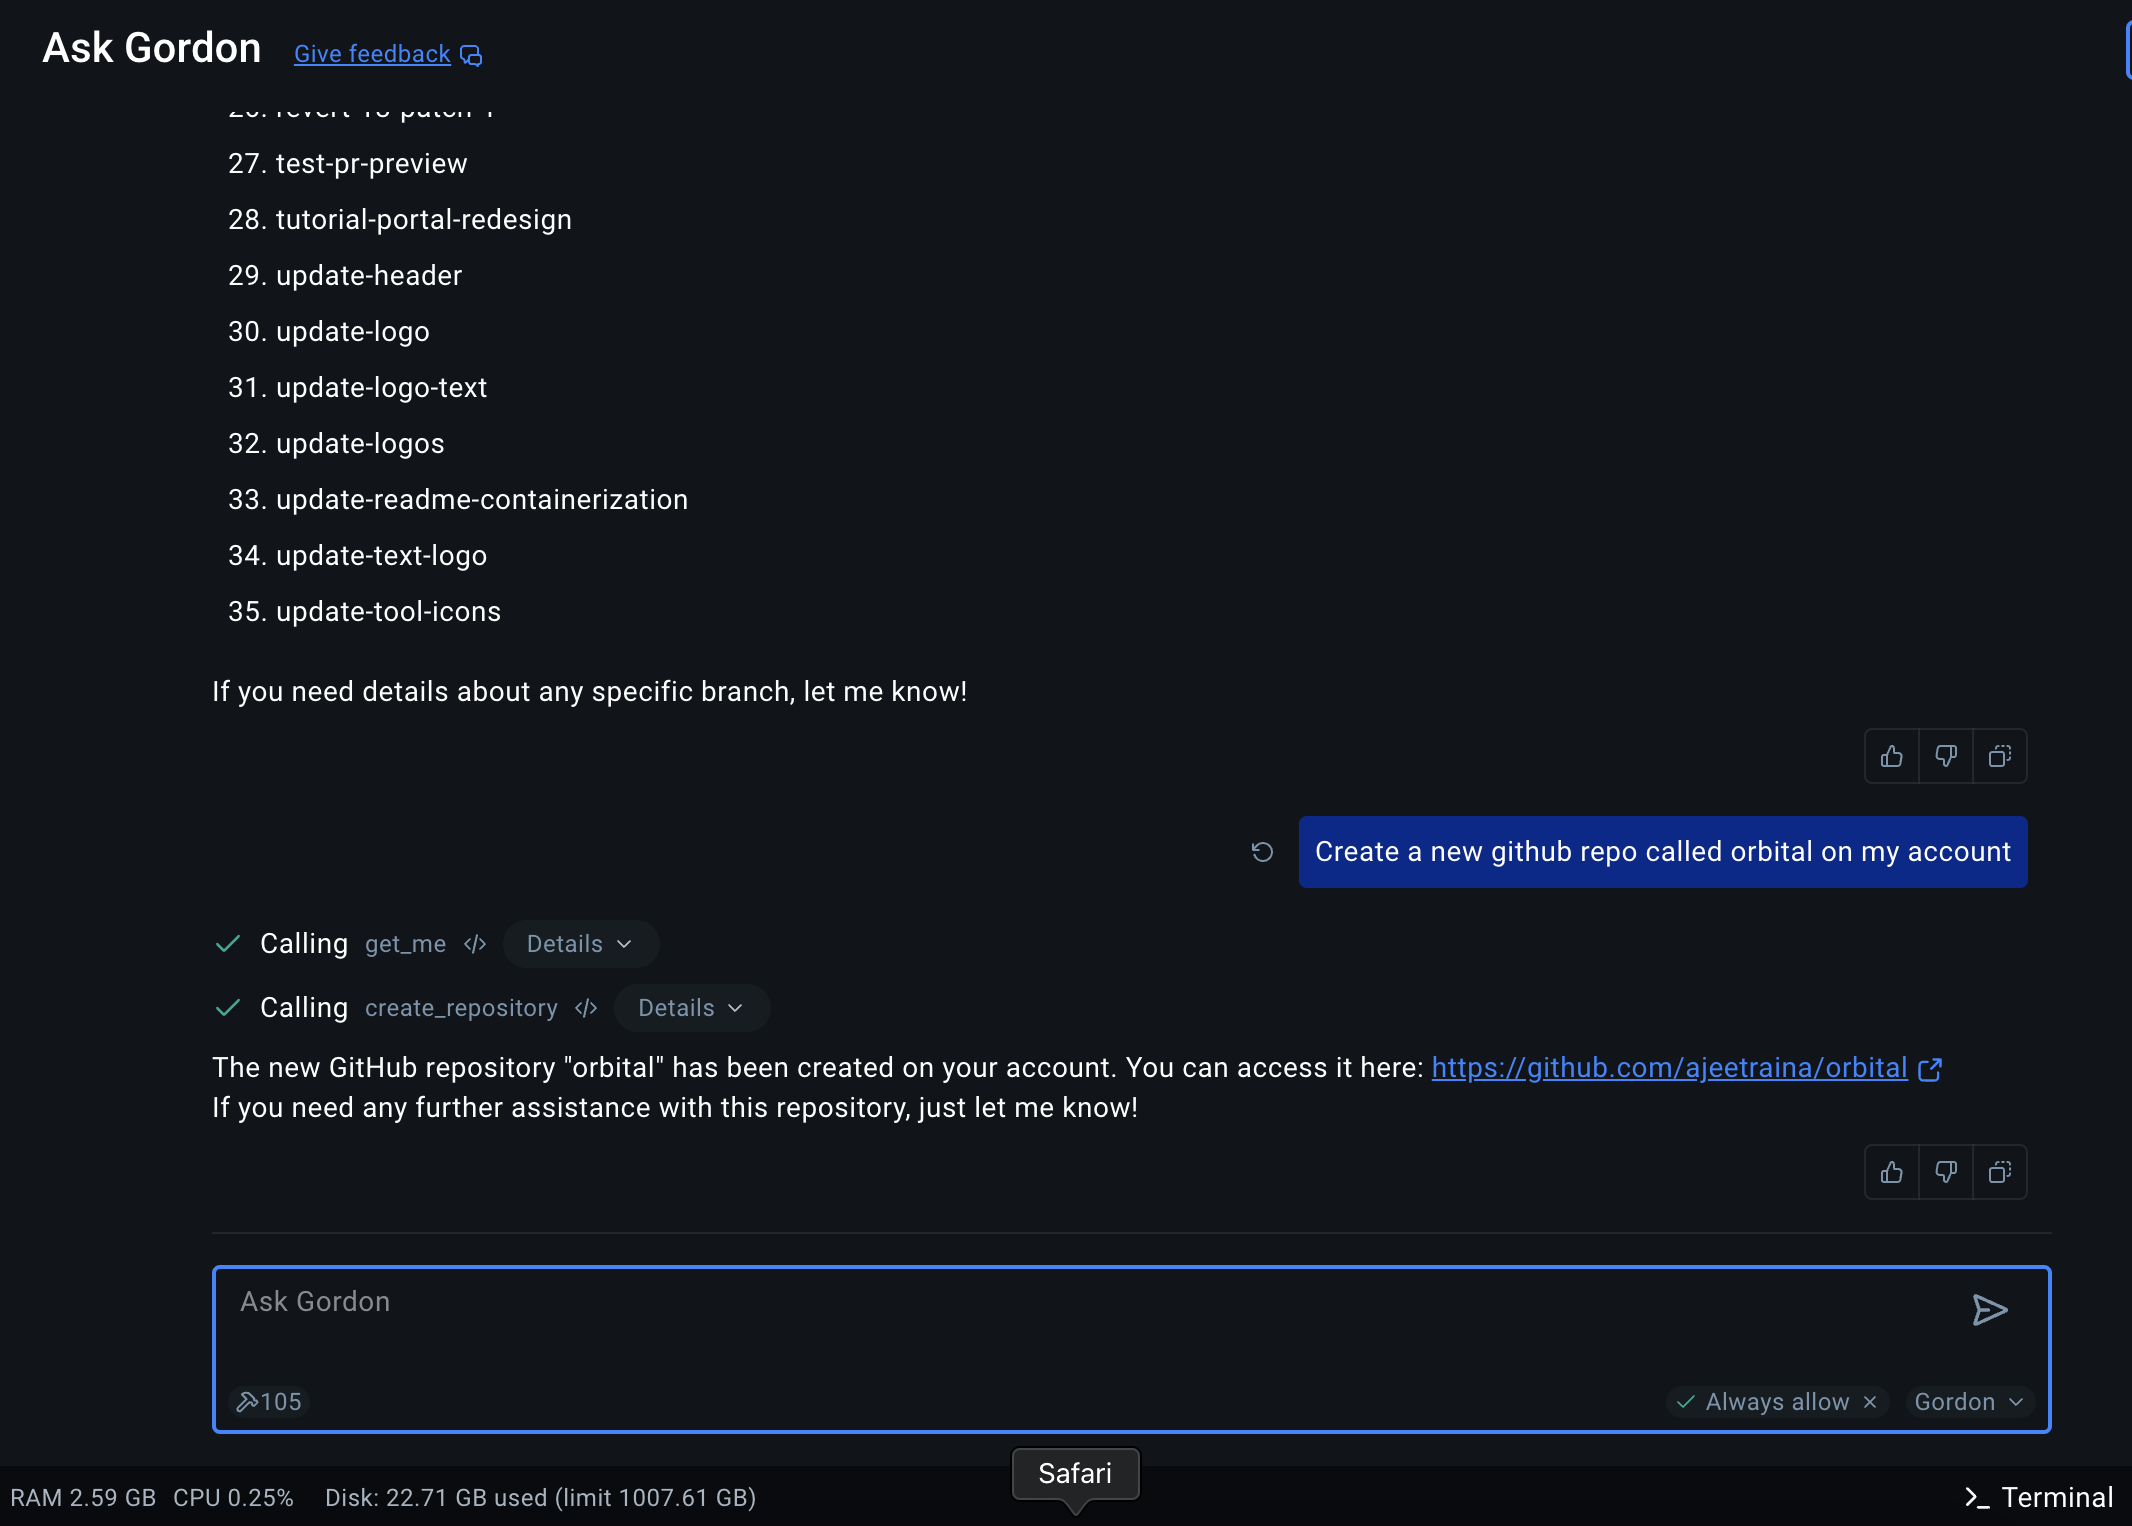 Ask Gordon Give feedback
27. test-pr-preview
28. tutorial-portal-redesign
29. update-header
30. update-logo
31. update-logo-text
32. update-logos
33. update-readme-containerization
34. update-text-logo
35. update-tool-icons
If you need details about any specific branch, let me know!
Create a new github repo called orbital on my account
Calling get_me </> Details
Calling create_repository </> Details
The new GitHub repository "orbital" has been created on your account. You can access it here: https://github.com/ajeetraina/orbital
If you need any further assistance with this repository, just let me know!
Ask Gordon
105 Always allow × Gordon
Safari
RAM 2.59 GB CPU 0.25% Disk: 22.71 GB used (limit 1007.61 GB) >_ Terminal